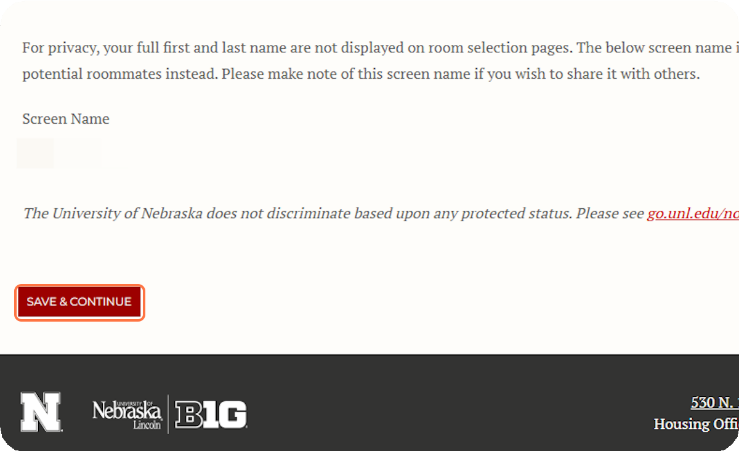 For privacy, your full first and last name are not displayed on room selection pages. The below screen name
potential roommates instead. Please make note of this screen name if you wish to share it with others.
Screen Name
The University of Nebraska does not discriminate based upon any protected status. Please see go.unl.edu/no
SAVE & CONTINUE
N
UNIVERSITY OF
Nebraska
Lincoln
B1G
530 N.
Housing Offi